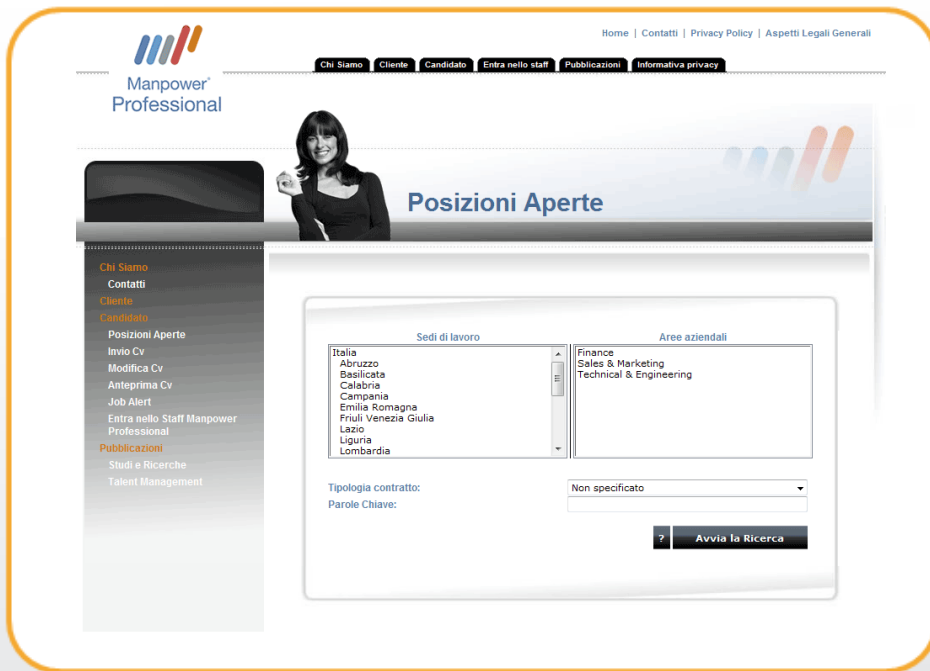 Home | Contatti | Privacy Policy | Aspetti Legali Generali
Chi Siamo Cliente Candidato Entra nello staff Pubblicazioni Informativa privacy
Manpower®
Professional
Posizioni Aperte
Chi Siamo
Contatti
Cliente
Candidato
Posizioni Aperte
Invio Cv
Modifica Cv
Anteprima Cv
Job Alert
Entra nello Staff Manpower
Professional
Pubblicazioni
Studi e Ricerche
Talent Management
Sedi di lavoro
Italia
Abruzzo
Basilicata
Calabria
Campania
Emilia Romagna
Friuli Venezia Giulia
Lazio
Liguria
Lombardia
Aree aziendali
Finance
Sales & Marketing
Technical & Engineering
Tipologia contratto: Non specificato
Parole Chiave:
? Avvia la Ricerca